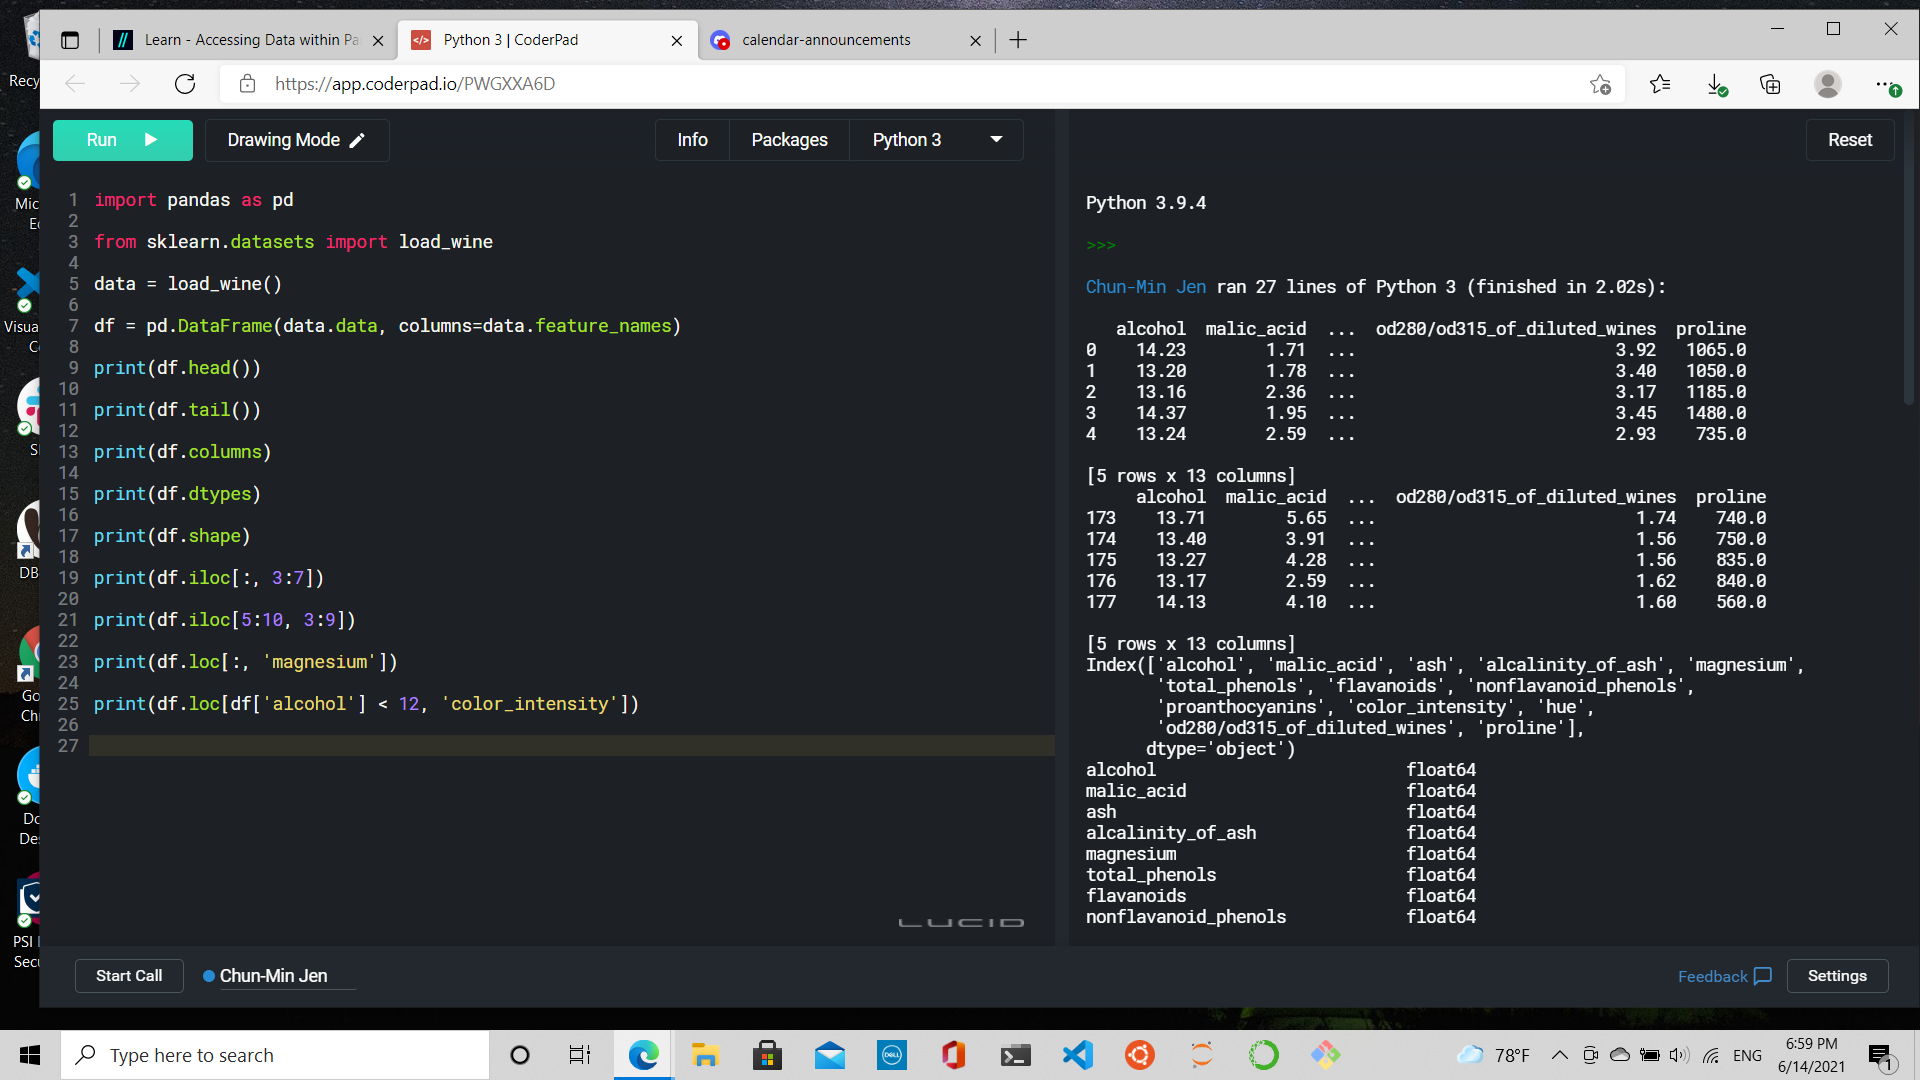 Learn - Accessing Data within Pa
Python 3 | CoderPad
calendar-announcements
https://app.coderpad.io/PWGXXA6D
Run
Drawing Mode
Info
Packages
Python 3
Reset
1 import pandas as pd
2
3 from sklearn.datasets import load_wine
4
5 data = load_wine()
6
7 df = pd.DataFrame(data.data, columns=data.feature_names)
8
9 print(df.head())
10
11 print(df.tail())
12
13 print(df.columns)
14
15 print(df.dtypes)
16
17 print(df.shape)
18
19 print(df.iloc[:, 3:7])
20
21 print(df.iloc[5:10, 3:9])
22
23 print(df.loc[:, 'magnesium'])
24
25 print(df.loc[df['alcohol'] < 12, 'color_intensity'])
26
27
LUCID
Python 3.9.4
>>>
Chun-Min Jen ran 27 lines of Python 3 (finished in 2.02s):
alcohol malic_acid ... od280/od315_of_diluted_wines proline
0 14.23 1.71 ... 3.92 1065.0
1 13.20 1.78 ... 3.40 1050.0
2 13.16 2.36 ... 3.17 1185.0
3 14.37 1.95 ... 3.45 1480.0
4 13.24 2.59 ... 2.93 735.0
[5 rows x 13 columns]
alcohol malic_acid ... od280/od315_of_diluted_wines proline
173 13.71 5.65 ... 1.74 740.0
174 13.40 3.91 ... 1.56 750.0
175 13.27 4.28 ... 1.56 835.0
176 13.17 2.59 ... 1.62 840.0
177 14.13 4.10 ... 1.60 560.0
[5 rows x 13 columns]
Index(['alcohol', 'malic_acid', 'ash', 'alcalinity_of_ash', 'magnesium',
'total_phenols', 'flavanoids', 'nonflavanoid_phenols',
'proanthocyanins', 'color_intensity', 'hue',
'od280/od315_of_diluted_wines', 'proline'],
dtype='object')
alcohol float64
malic_acid float64
ash float64
alcalinity_of_ash float64
magnesium float64
total_phenols float64
flavanoids float64
nonflavanoid_phenols float64
Start Call
Chun-Min Jen
Feedback
Settings
Recy
Mic
E
Visua
C
S
DB
Go
Chr
Do
De
PSI
Secu
Type here to search
DELL
78°F
ENG
6:59 PM
6/14/2021
1